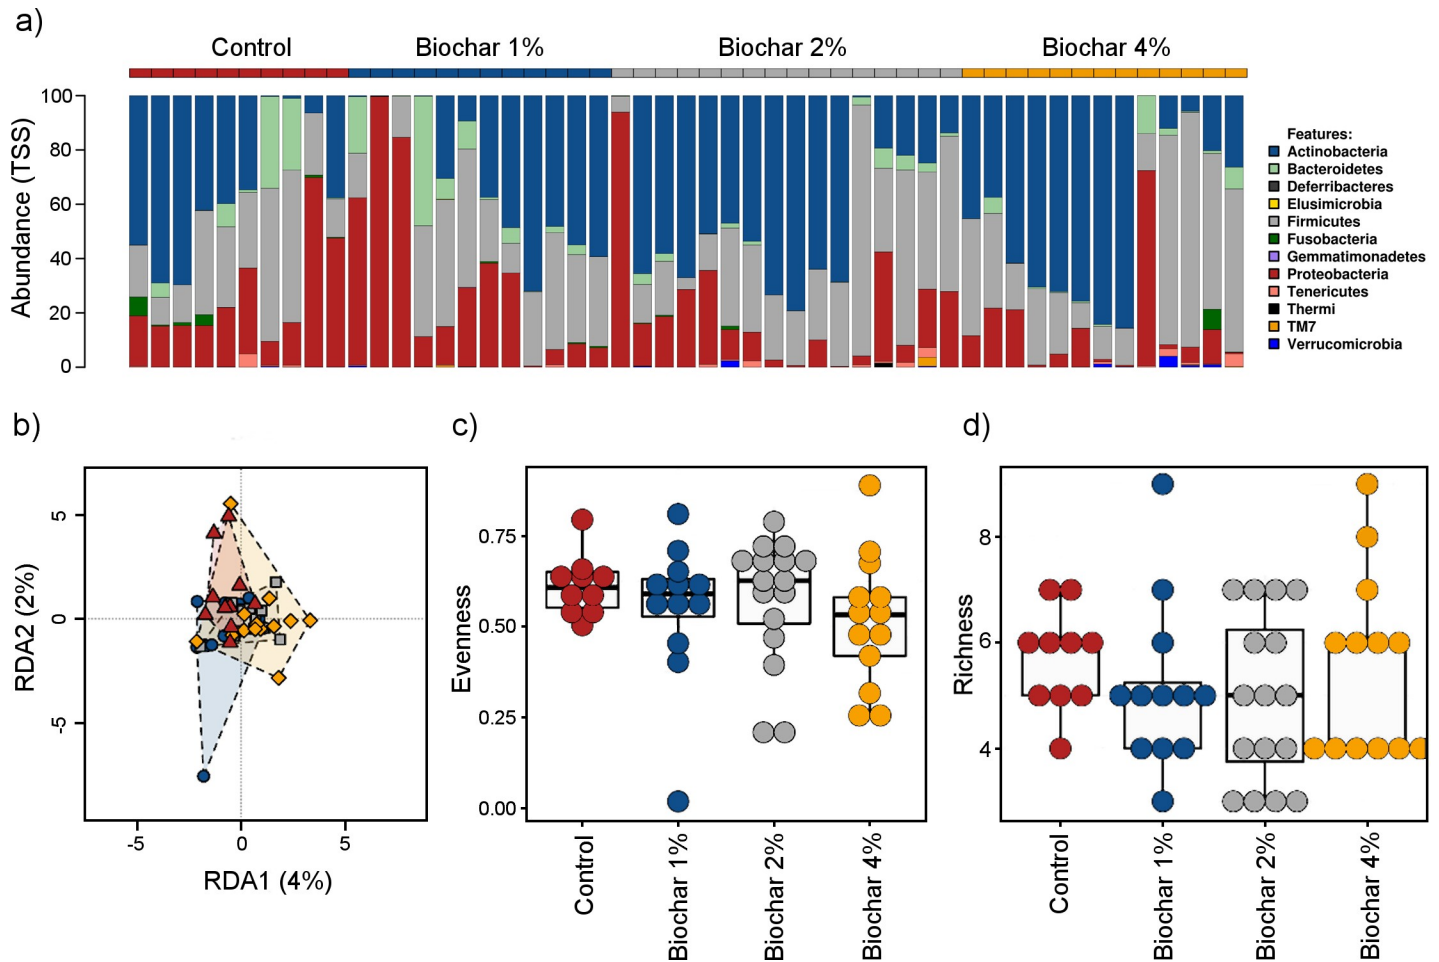 a)
Control Biochar 1% Biochar 2% Biochar 4%
Abundance (TSS)
100
80
60
40
20
0
Features:
Actinobacteria
Bacteroidetes
Deferribacteres
Elusimicrobia
Firmicutes
Fusobacteria
Gemmatimonadetes
Proteobacteria
Tenericutes
Thermi
TM7
Verrucomicrobia
b)
RDA2 (2%)
5
0
-5
-5 0 5
RDA1 (4%)
c)
Evenness
0.75
0.50
0.25
0.00
Control
Biochar 1%
Biochar 2%
Biochar 4%
d)
Richness
8
6
4
Control
Biochar 1%
Biochar 2%
Biochar 4%